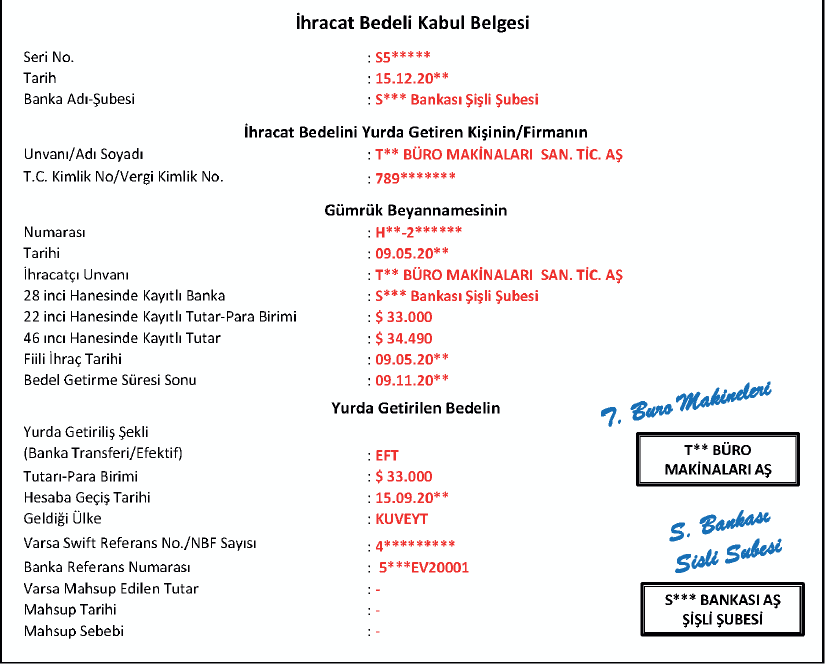 İhracat Bedeli Kabul Belgesi
Seri No. : S5*****
Tarih : 15.12.20**
Banka Adı-Şubesi : S*** Bankası Şişli Şubesi
İhracat Bedelini Yurda Getiren Kişinin/Firmanın
Unvanı/Adı Soyadı : T** BÜRO MAKİNALARI SAN. TİC. AŞ
T.C. Kimlik No/Vergi Kimlik No. : 789*******
Gümrük Beyannamesinin
Numarası : H**-2******
Tarihi : 09.05.20**
İhracatçı Unvanı : T** BÜRO MAKİNALARI SAN. TİC. AŞ
28 inci Hanesinde Kayıtlı Banka : S*** Bankası Şişli Şubesi
22 inci Hanesinde Kayıtlı Tutar-Para Birimi : $ 33.000
46 ıncı Hanesinde Kayıtlı Tutar : $ 34.490
Fiili İhraç Tarihi : 09.05.20**
Bedel Getirme Süresi Sonu : 09.11.20**
Yurda Getirilen Bedelin
Yurda Getiriliş Şekli
(Banka Transferi/Efektif) : EFT
Tutarı-Para Birimi : $ 33.000
Hesaba Geçiş Tarihi : 15.09.20**
Geldiği Ülke : KUVEYT
Varsa Swift Referans No./NBF Sayısı : 4*********
Banka Referans Numarası : 5***EV20001
Varsa Mahsup Edilen Tutar : -
Mahsup Tarihi : -
Mahsup Sebebi : -
T. Buro Makineleri
T** BÜRO
MAKİNALARI AŞ
S. Bankası
Sisli Subesi
S*** BANKASI AŞ
ŞİŞLİ ŞUBESİ